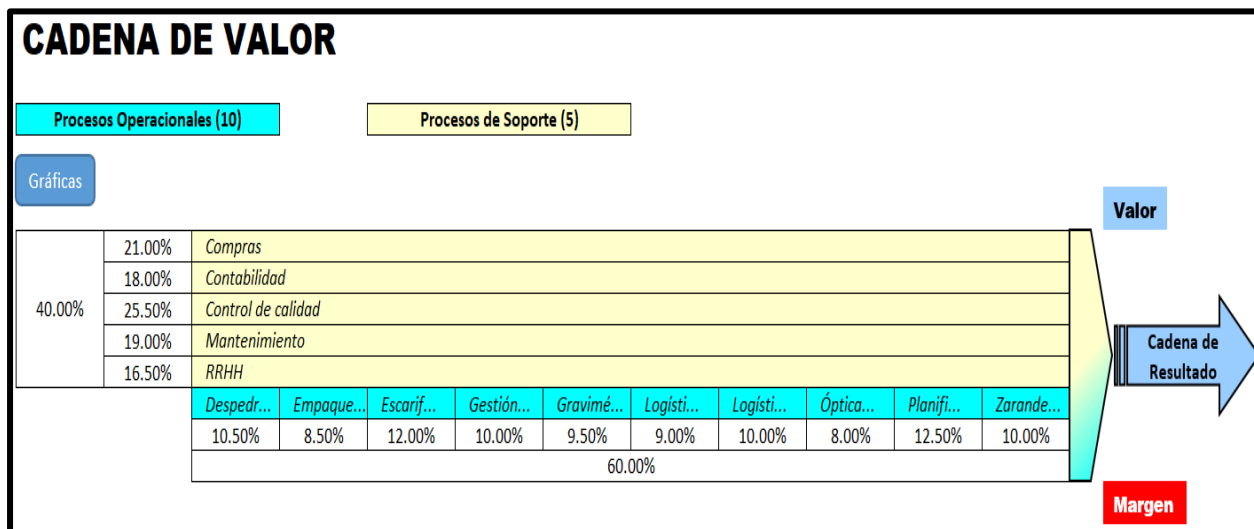 CADENA DE VALOR
Procesos Operacionales (10) Procesos de Soporte (5)
Gráficas
Valor
40.00%
21.00% Compras
18.00% Contabilidad
25.50% Control de calidad
19.00% Mantenimiento
16.50% RRHH
Cadena de
Resultado
Despedr... Empaque... Escarif... Gestión... Gravimé... Logísti... Logísti... Óptica... Planifi... Zarande...
10.50% 8.50% 12.00% 10.00% 9.50% 9.00% 10.00% 8.00% 12.50% 10.00%
60.00%
Margen